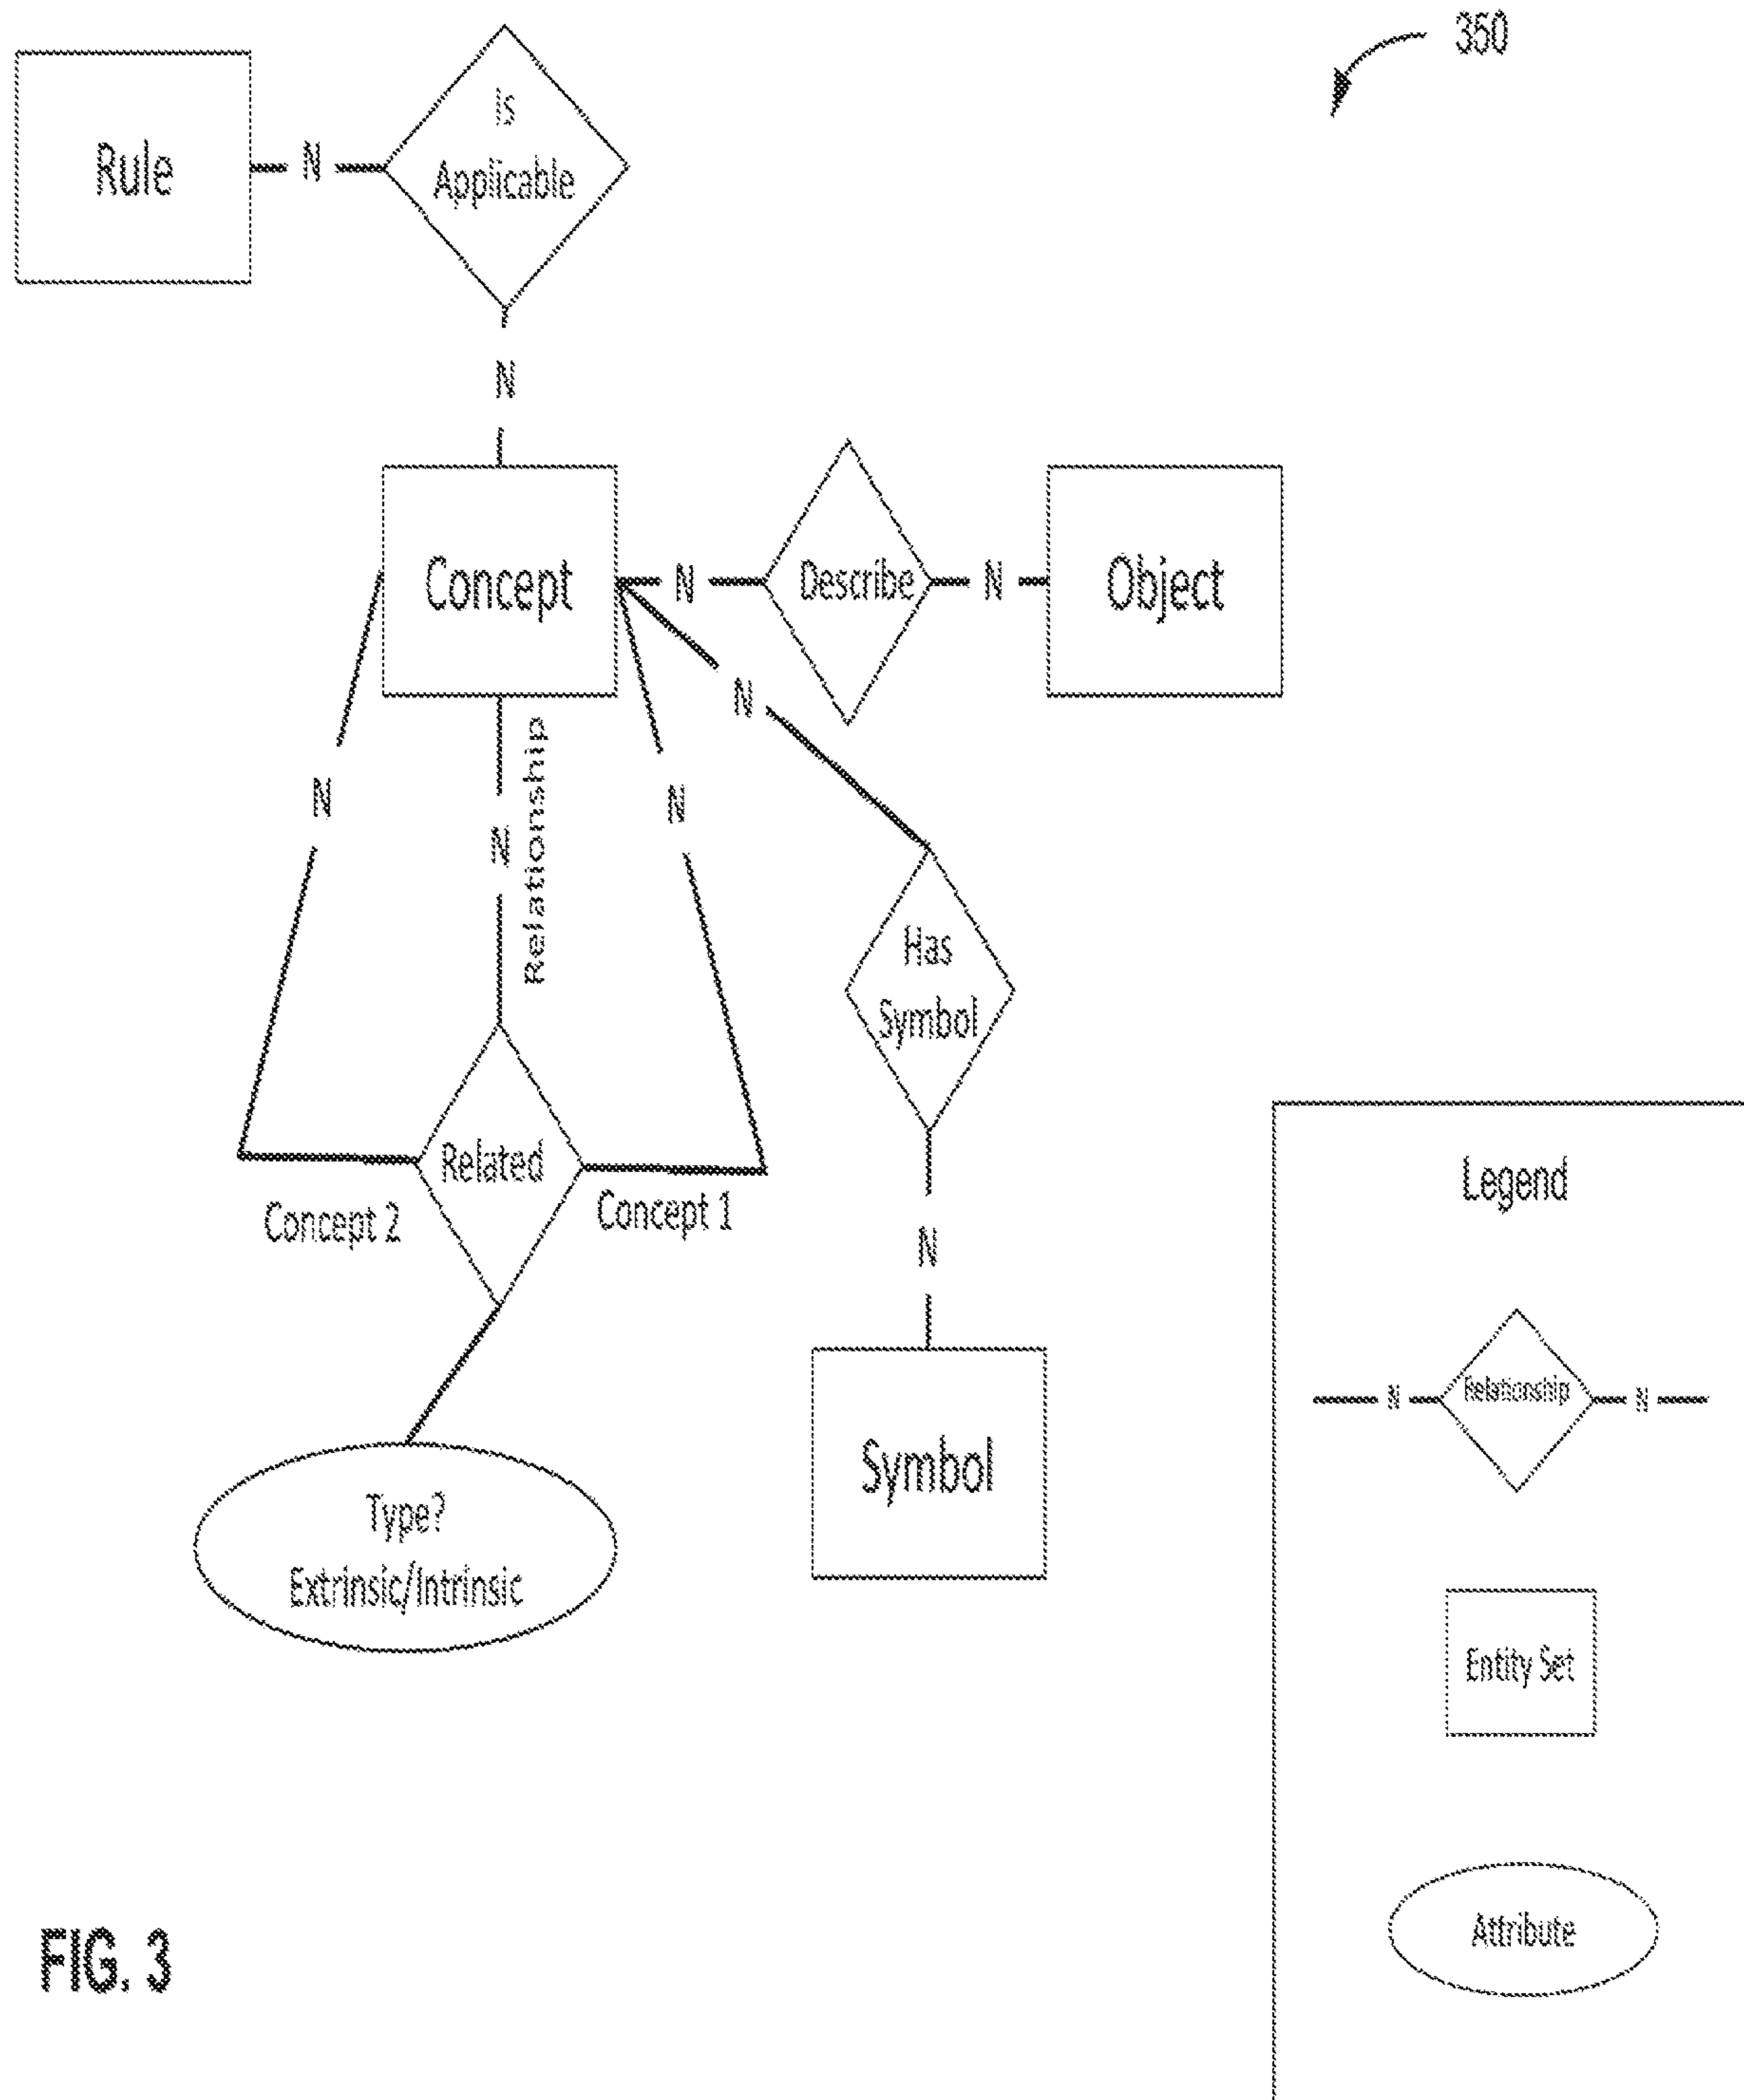 350
Is
Applicable
Rule
N
N
Concept
N
Describe
N
Object
N
N
N
N
Relationship
Has
Symbol
Related
Concept 2
Concept 1
N
Type?
Extrinsic/Intrinsic
Symbol
Legend
N
Relationship
N
Entity Set
Attribute
FIG. 3